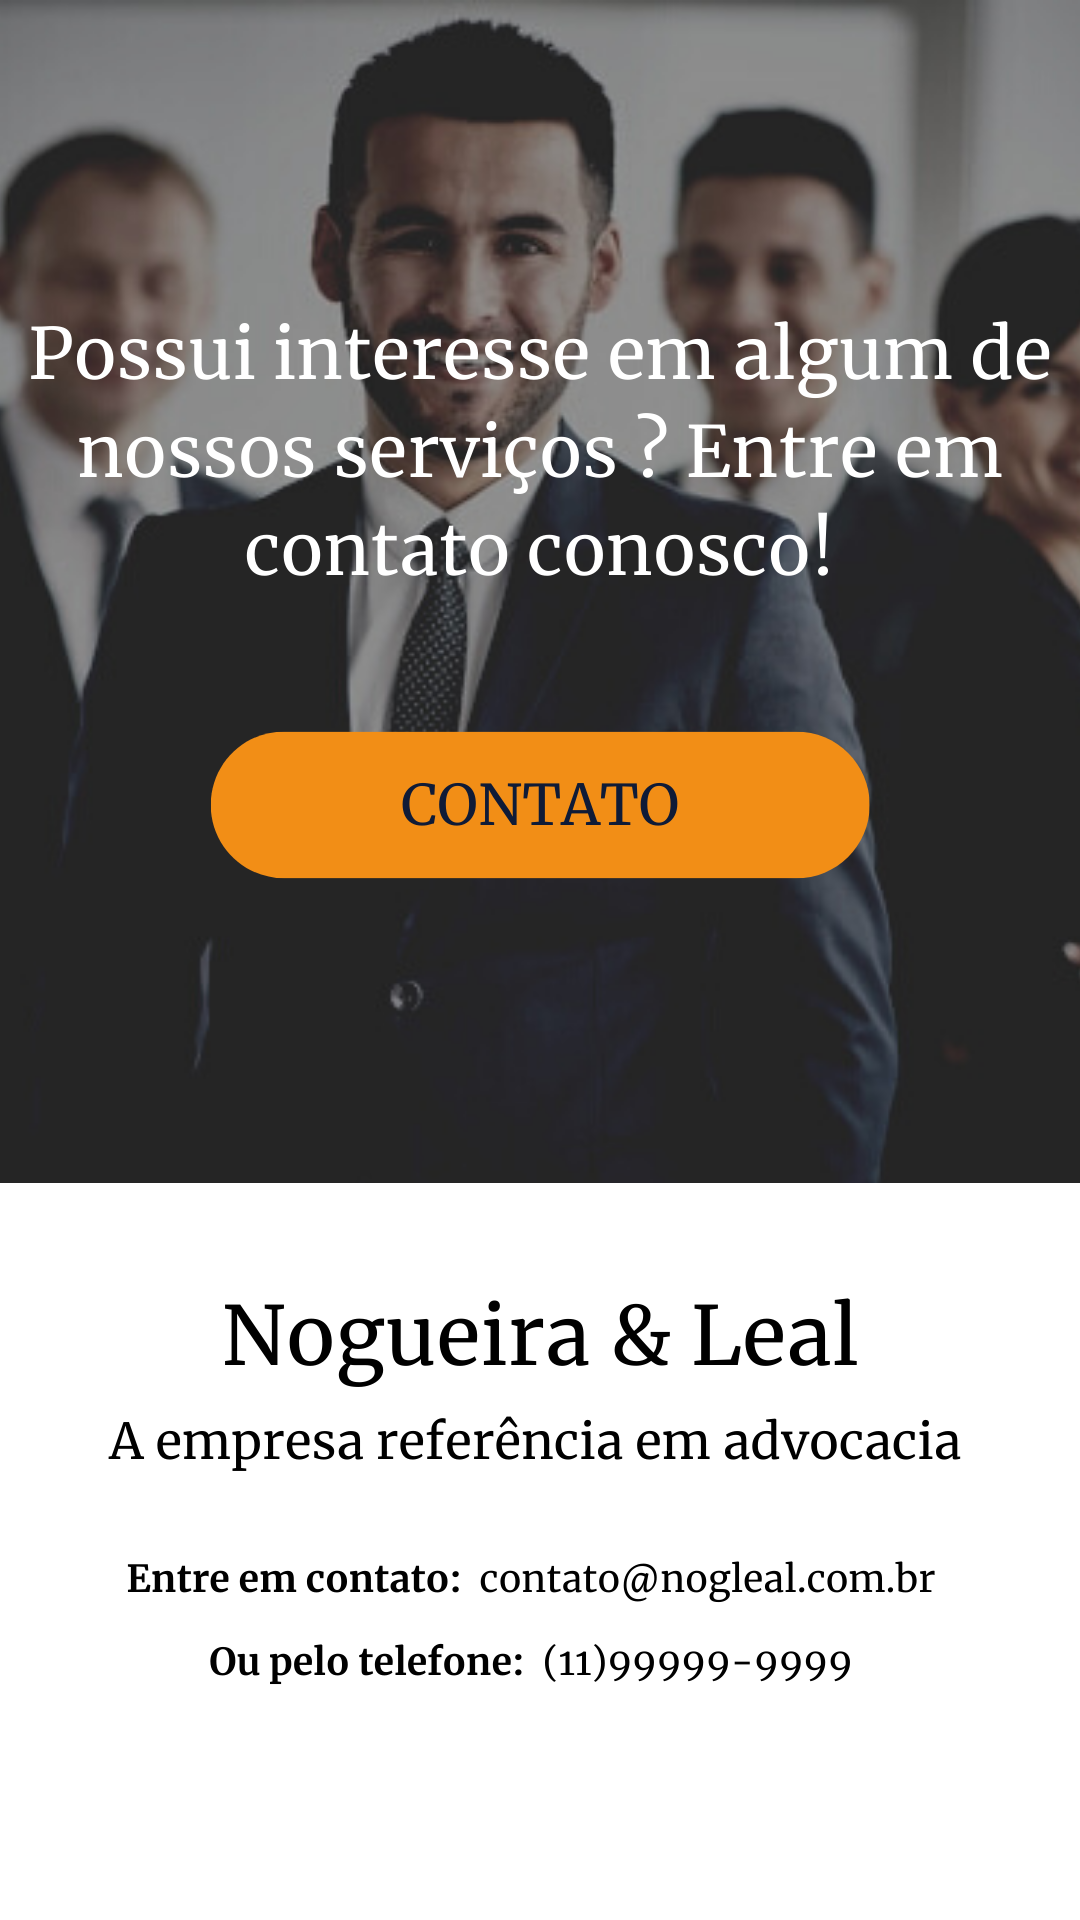 Possui interesse em algum de
nossos serviços ? Entre em
contato conosco!
CONTATO
Nogueira & Leal
A empresa referência em advocacia
Entre em contato: contato@nogleal.com.br
Ou pelo telefone: (11)99999-9999